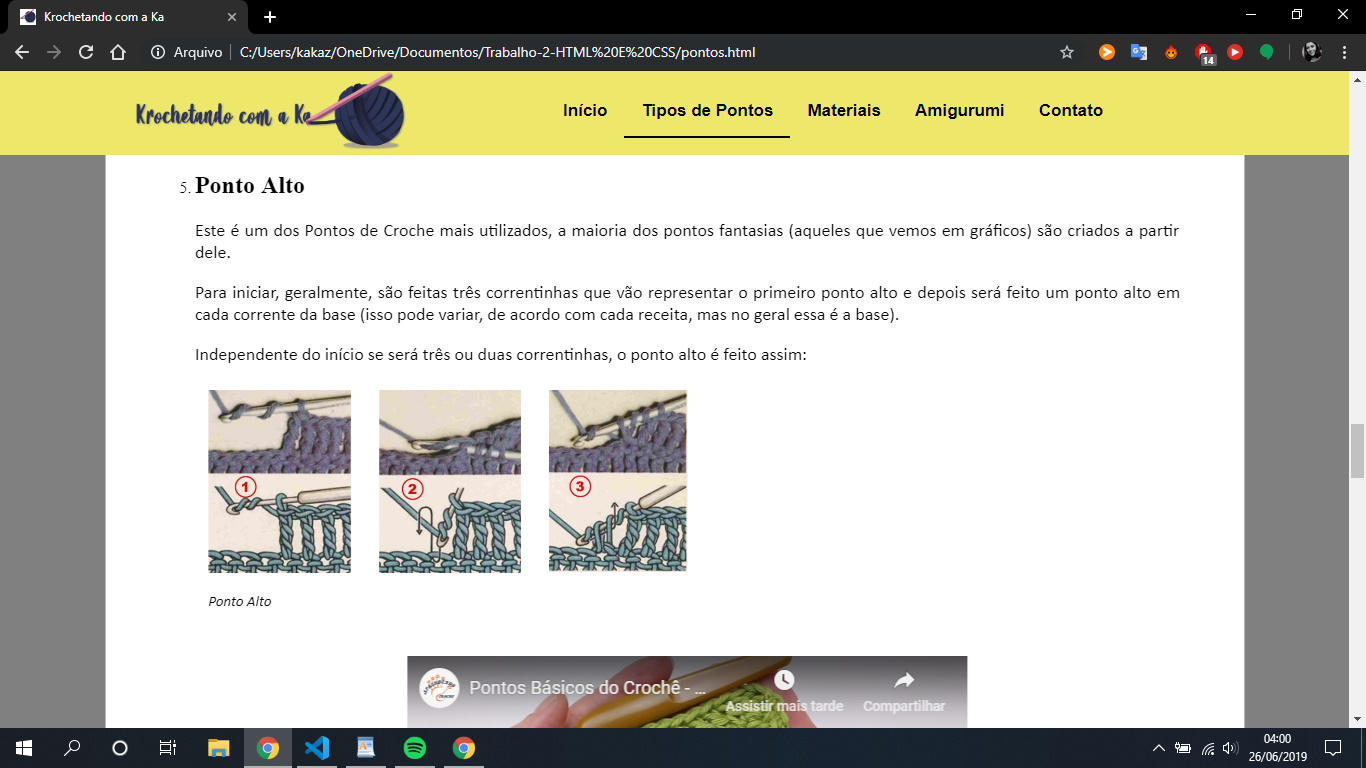 Krochetando com a Ka
Arquivo
C:/Users/kakaz/OneDrive/Documentos/Trabalho-2-HTML%20E%20CSS/pontos.html
14
Krochetando com a Ka
Início
Tipos de Pontos
Materiais
Amigurumi
Contato
5. Ponto Alto
Este é um dos Pontos de Croche mais utilizados, a maioria dos pontos fantasias (aqueles que vemos em gráficos) são criados a partir
dele.
Para iniciar, geralmente, são feitas três correntinhas que vão representar o primeiro ponto alto e depois será feito um ponto alto em
cada corrente da base (isso pode variar, de acordo com cada receita, mas no geral essa é a base).
Independente do início se será três ou duas correntinhas, o ponto alto é feito assim:
1
2
3
Ponto Alto
Pontos Básicos do Crochê - ...
Assistir mais tarde
Compartilhar
04:00
26/06/2019